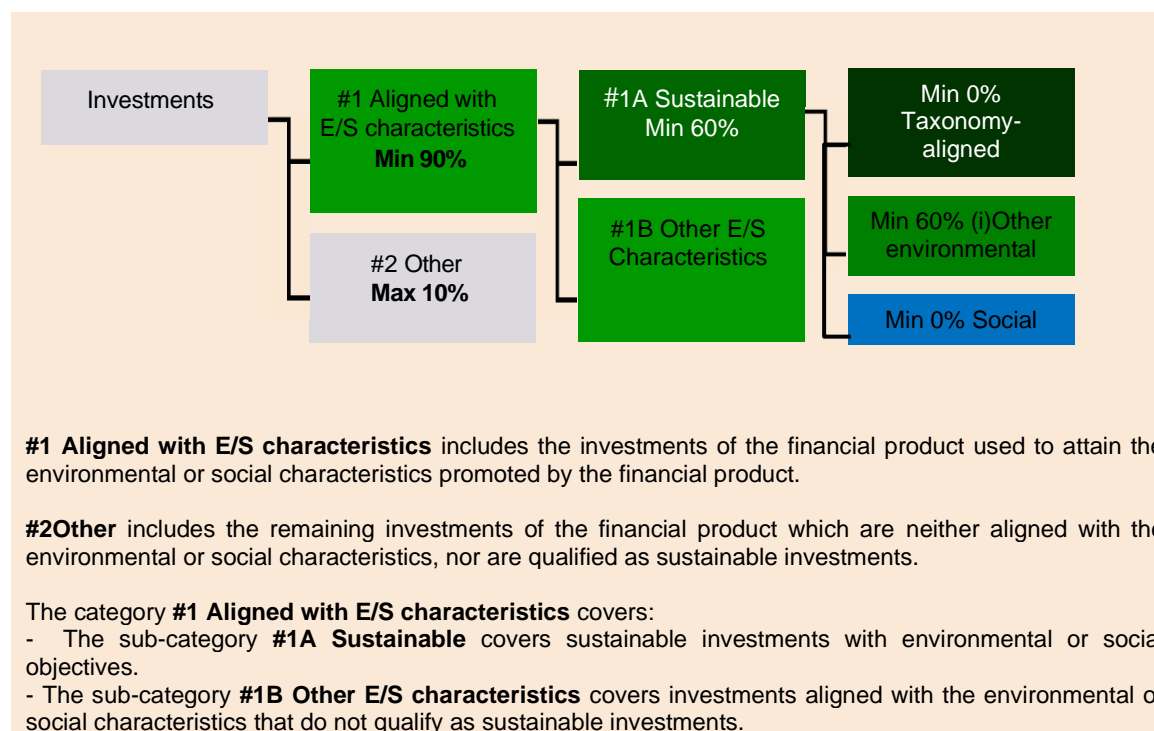 Investments
#1 Aligned with
E/S characteristics
Min 90%
#2 Other
Max 10%
#1A Sustainable
Min 60%
#1B Other E/S
Characteristics
Min 0%
Taxonomy-
aligned
Min 60% (i)Other
environmental
Min 0% Social
#1 Aligned with E/S characteristics includes the investments of the financial product used to attain the
environmental or social characteristics promoted by the financial product.
#2Other includes the remaining investments of the financial product which are neither aligned with the
environmental or social characteristics, nor are qualified as sustainable investments.
The category #1 Aligned with E/S characteristics covers:
- The sub-category #1A Sustainable covers sustainable investments with environmental or social
objectives.
- The sub-category #1B Other E/S characteristics covers investments aligned with the environmental o
social characteristics that do not qualify as sustainable investments.